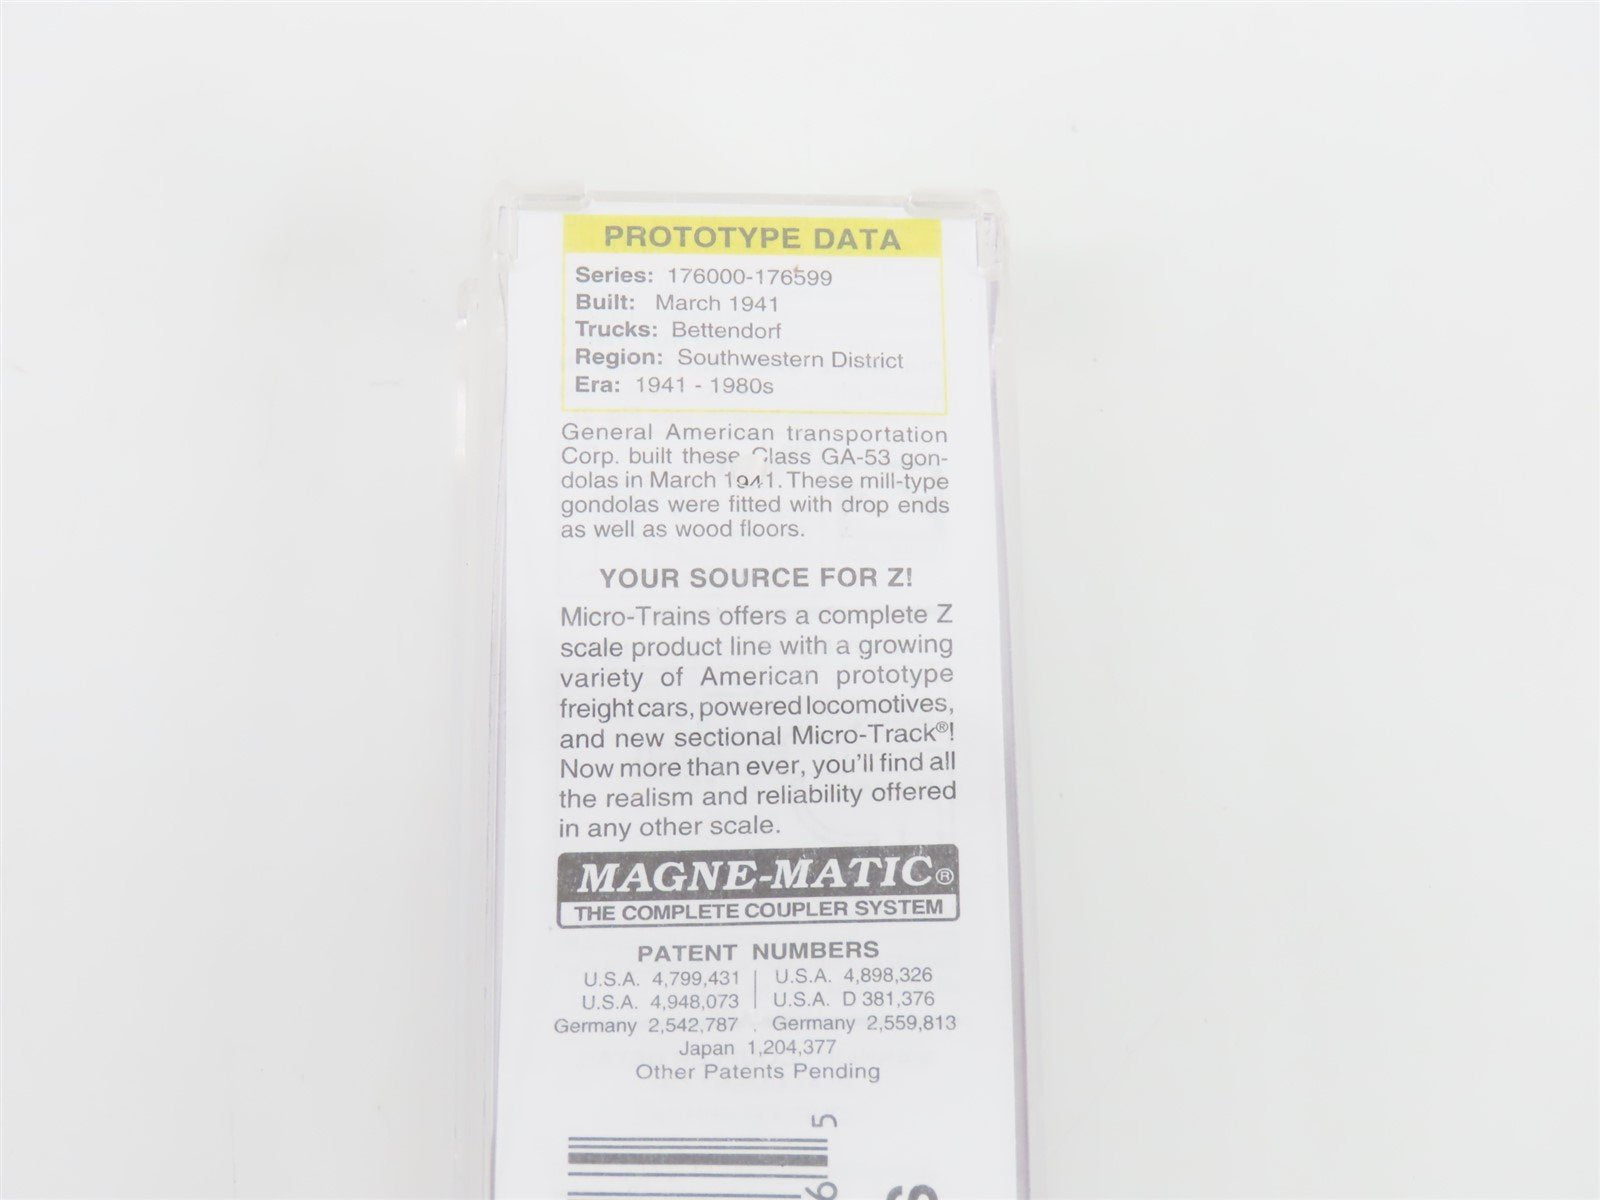 PROTOTYPE DATA
Series: 176000-176599
Built: March 1941
Trucks: Bettendorf
Region: Southwestern District
Era: 1941 - 1980s
General American transportation
Corp. built these Class GA-53 gon-
dolas in March 1941. These mill-type
gondolas were fitted with drop ends
as well as wood floors.
YOUR SOURCE FOR Z!
Micro-Trains offers a complete Z
scale product line with a growing
variety of American prototype
freight cars, powered locomotives,
and new sectional Micro-Track®!
Now more than ever, you'll find all
the realism and reliability offered
in any other scale.
MAGNE-MATIC®
THE COMPLETE COUPLER SYSTEM
PATENT NUMBERS
U.S.A. 4,799,431 | U.S.A. 4,898,326
U.S.A. 4,948,073 | U.S.A. D 381,376
Germany 2,542,787 . Germany 2,559,813
Japan 1,204,377
Other Patents Pending
5
6